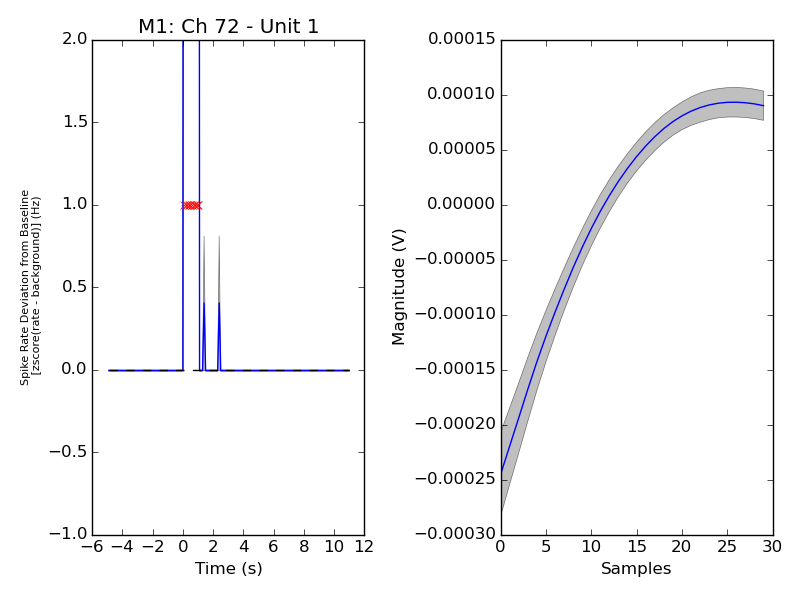 M1: Ch 72 - Unit 1
2.0
1.5
1.0
0.5
0.0
−0.5
−1.0
Spike Rate Deviation from Baseline
[zscore(rate - background)] (Hz)
−6 −4 −2 0 2 4 6 8 10 12
Time (s)
0.00015
0.00010
0.00005
0.00000
−0.00005
−0.00010
−0.00015
−0.00020
−0.00025
−0.00030
Magnitude (V)
0 5 10 15 20 25 30
Samples